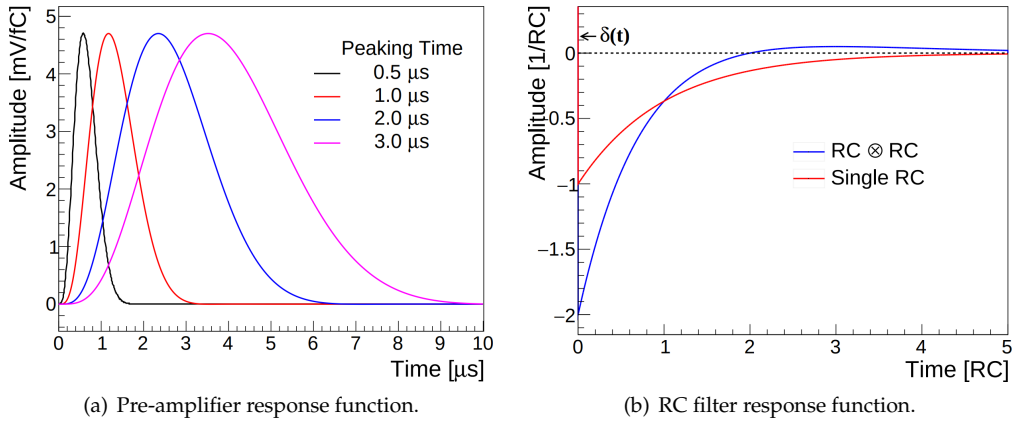 Amplitude [mV/fC]
5
4
3
2
1
0
Peaking Time
0.5 μs
1.0 μs
2.0 μs
3.0 μs
0 1 2 3 4 5 6 7 8 9 10
Time [μs]
(a) Pre-amplifier response function.
Amplitude [1/RC]
δ(t)
0
−0.5
−1
−1.5
−2
RC ⊗ RC
Single RC
0 1 2 3 4 5
Time [RC]
(b) RC filter response function.